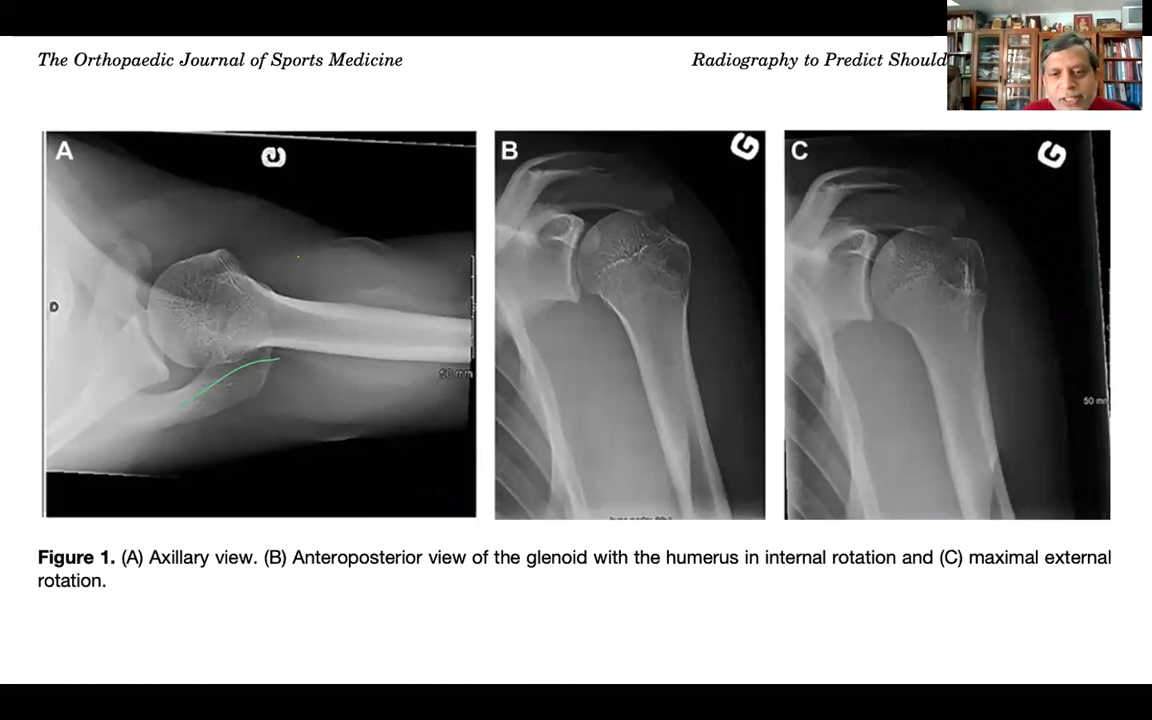 The Orthopaedic Journal of Sports Medicine
Radiography to Predict Should
A
B
G
C
G
D
50 mm
50 mm
Figure 1. (A) Axillary view. (B) Anteroposterior view of the glenoid with the humerus in internal rotation and (C) maximal external
rotation.